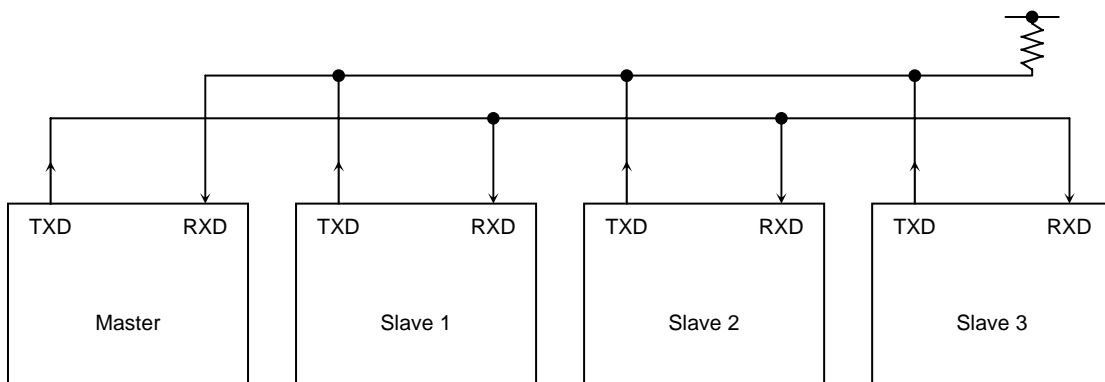 TXD RXD TXD RXD TXD RXD TXD RXD
Master Slave 1 Slave 2 Slave 3